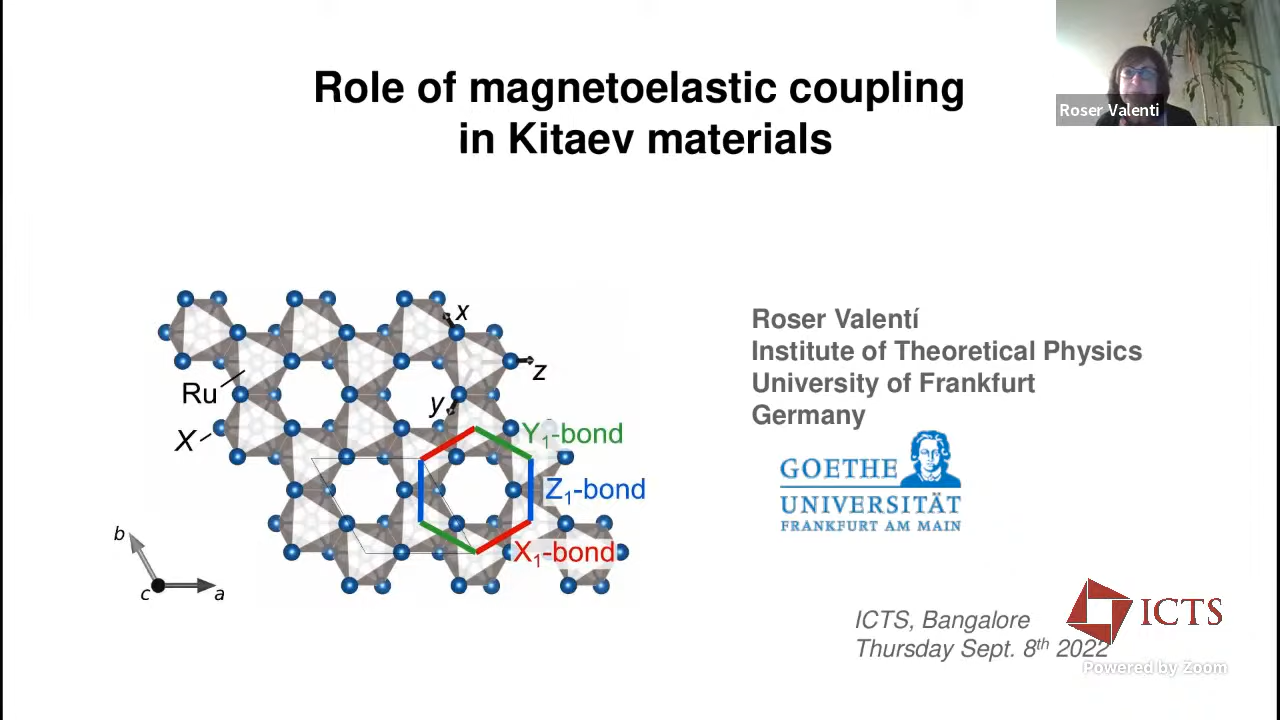 Role of magnetoelastic coupling
in Kitaev materials
Roser Valenti
x
z
Ru
y
X
Y₁-bond
Z₁-bond
X₁-bond
b
c
a
Roser Valentí
Institute of Theoretical Physics
University of Frankfurt
Germany
GOETHE
UNIVERSITÄT
FRANKFURT AM MAIN
ICTS, Bangalore
Thursday Sept. 8th 2022
ICTS
Powered by Zoom